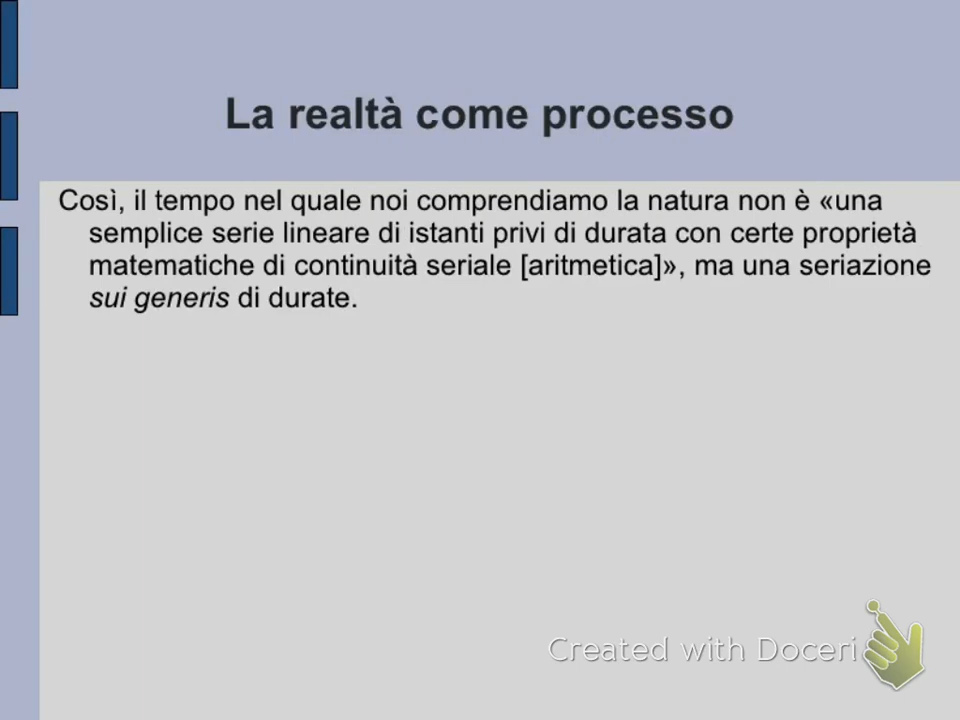 La realtà come processo
Così, il tempo nel quale noi comprendiamo la natura non è «una
semplice serie lineare di istanti privi di durata con certe proprietà
matematiche di continuità seriale [aritmetica]», ma una seriazione
sui generis di durate.
Created with Doceri